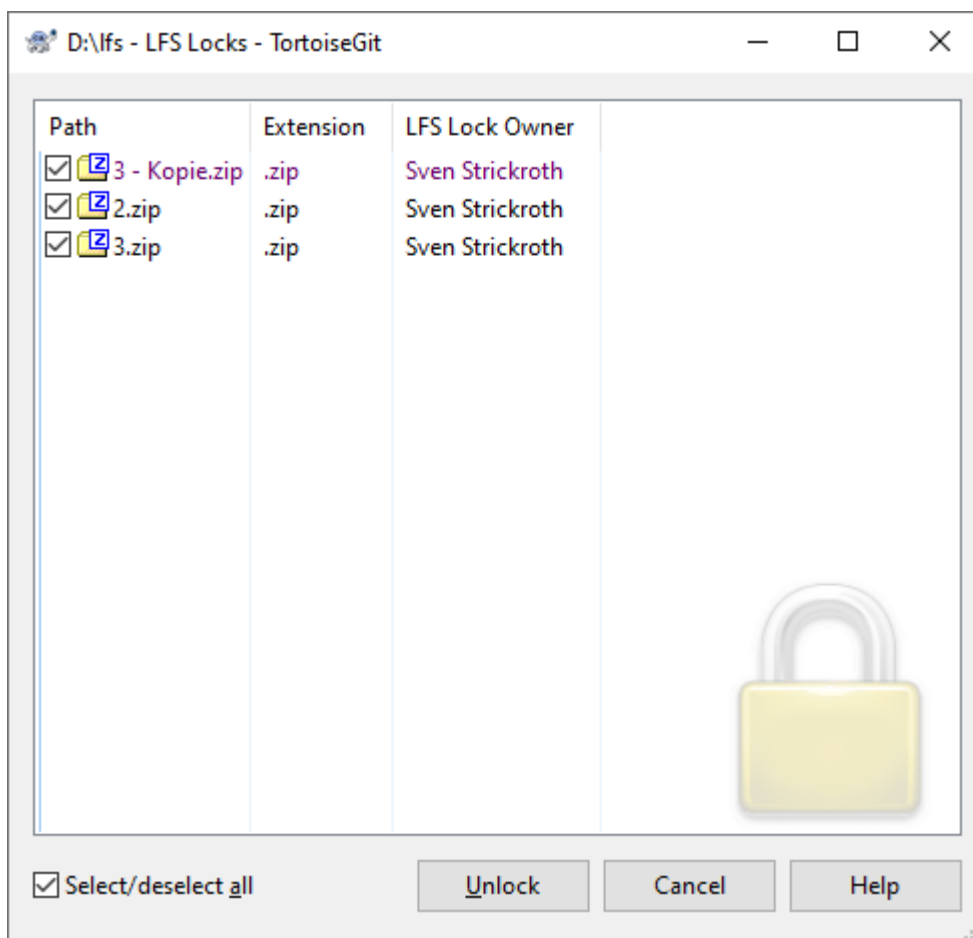 D:\lfs - LFS Locks - TortoiseGit
Path Extension LFS Lock Owner
3 - Kopie.zip .zip Sven Strickroth
2.zip .zip Sven Strickroth
3.zip .zip Sven Strickroth
Select/deselect all Unlock Cancel Help